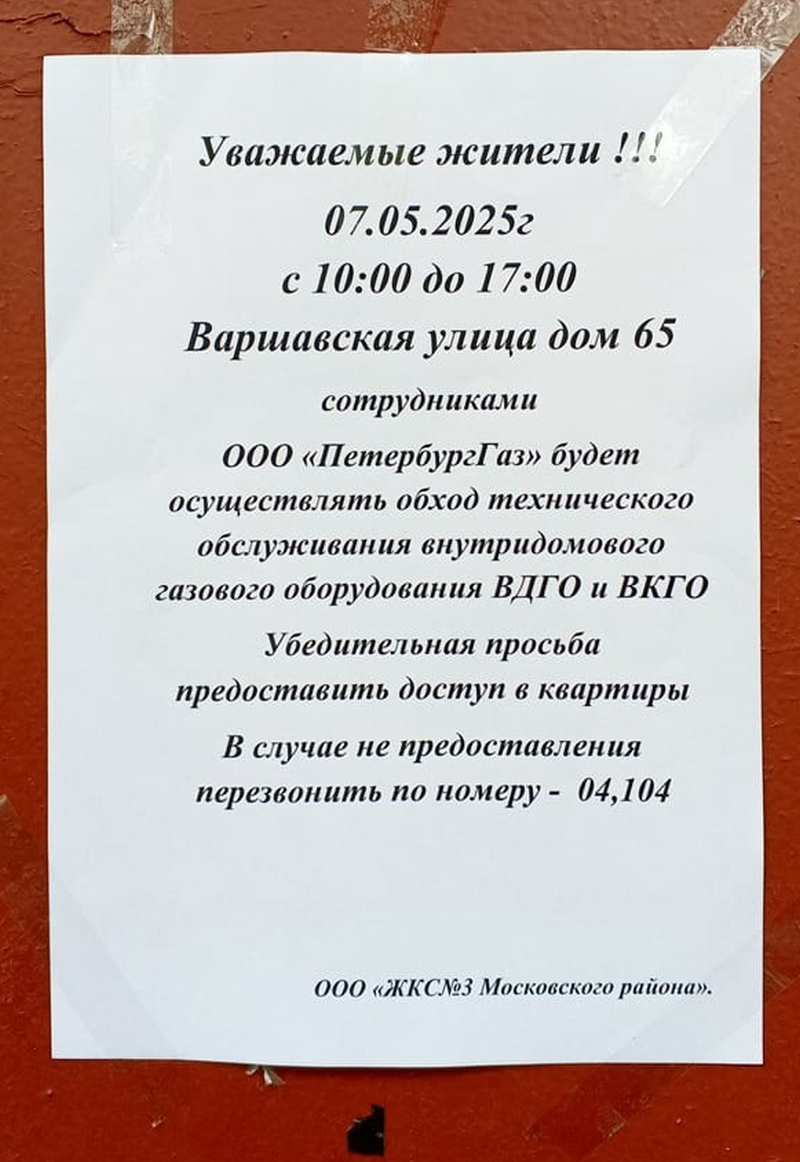 Уважаемые жители !!!
07.05.2025г
с 10:00 до 17:00
Варшавская улица дом 65
сотрудниками
ООО «ПетербургГаз» будет
осуществлять обход технического
обслуживания внутридомового
газового оборудования ВДГО и ВКГО
Убедительная просьба
предоставить доступ в квартиры
В случае не предоставления
перезвонить по номеру - 04,104
ООО «ЖКС№3 Московского района».